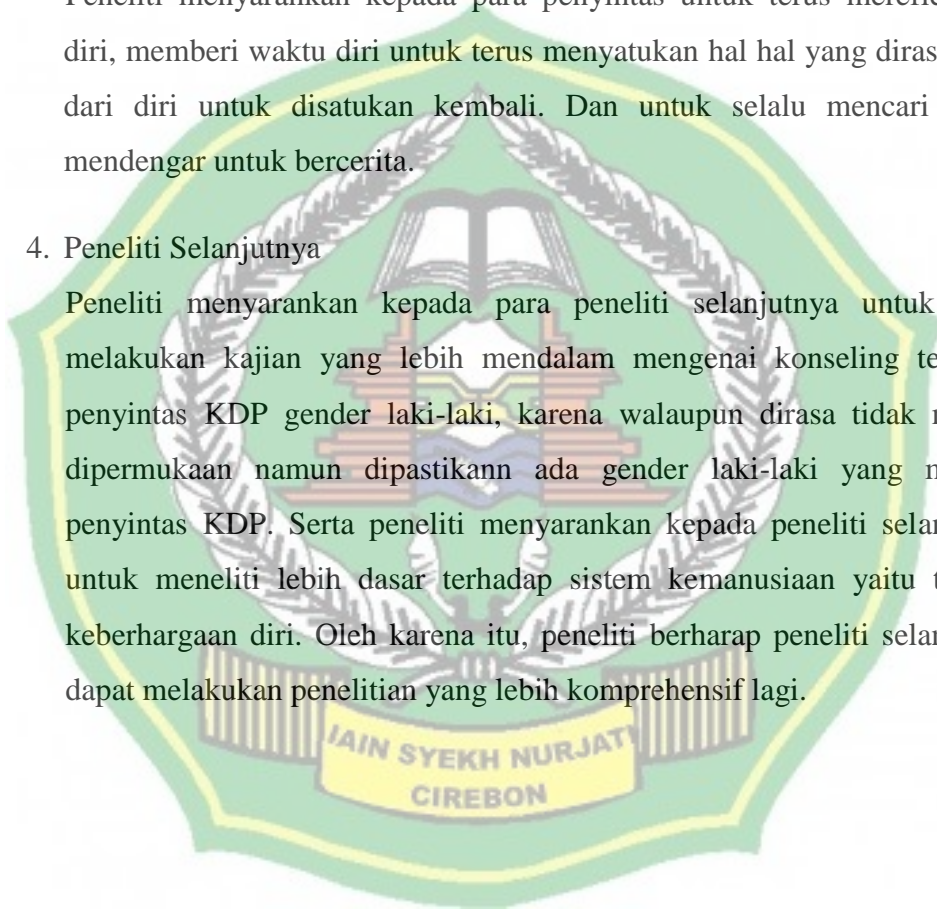 Peneliti menyarankan kepada para penyintas untuk terus
diri, memberi waktu diri untuk terus menyatukan hal hal yang diras
dari diri untuk disatukan kembali. Dan untuk selalu mencari
mendengar untuk bercerita.
4. Peneliti Selanjutnya
Peneliti menyarankan kepada para peneliti selanjutnya untuk
melakukan kajian yang lebih mendalam mengenai konseling te
penyintas KDP gender laki-laki, karena walaupun dirasa tidak
dipermukaan namun dipastikann ada gender laki-laki yang
penyintas KDP. Serta peneliti menyarankan kepada peneliti selan
untuk meneliti lebih dasar terhadap sistem kemanusiaan yaitu t
keberhargaan diri. Oleh karena itu, peneliti berharap peneliti selan
dapat melakukan penelitian yang lebih komprehensif lagi.
IAIN SYEKH NURJATI
CIREBON